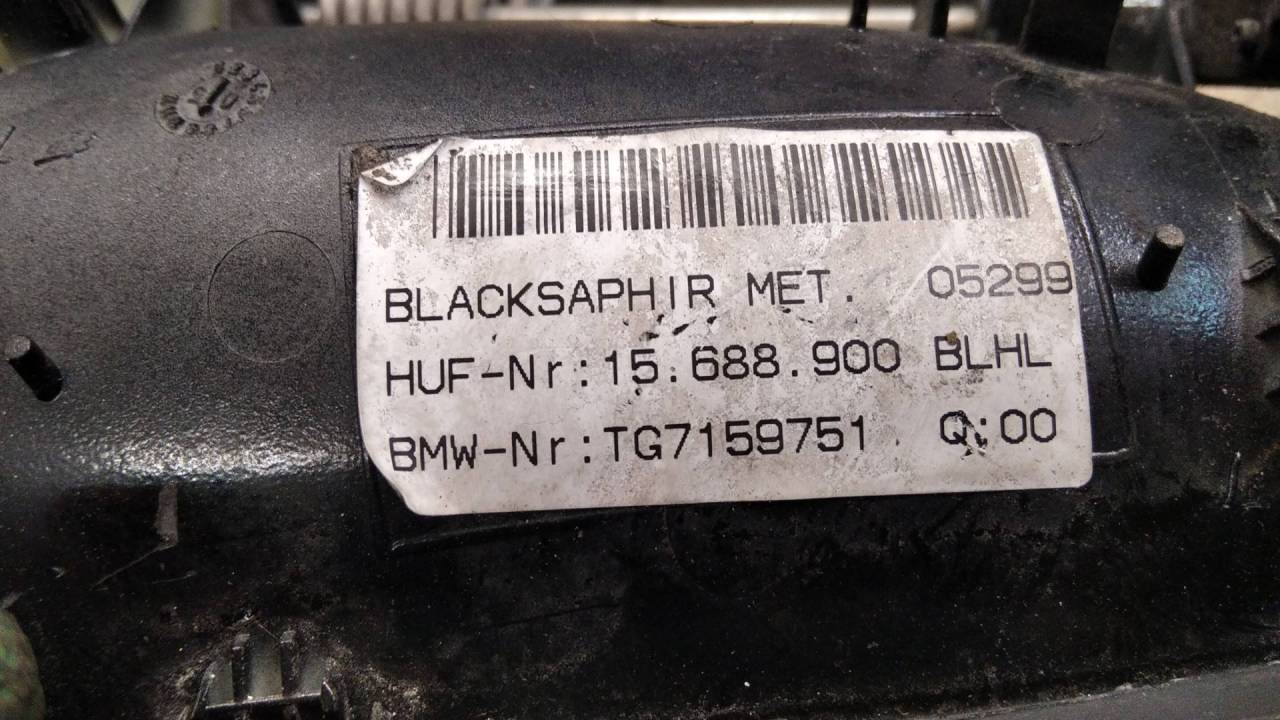 BLACKSAPHIR MET. 05299
HUF-Nr:15.688.900 BLHL
BMW-Nr:TG7159751 Q:00